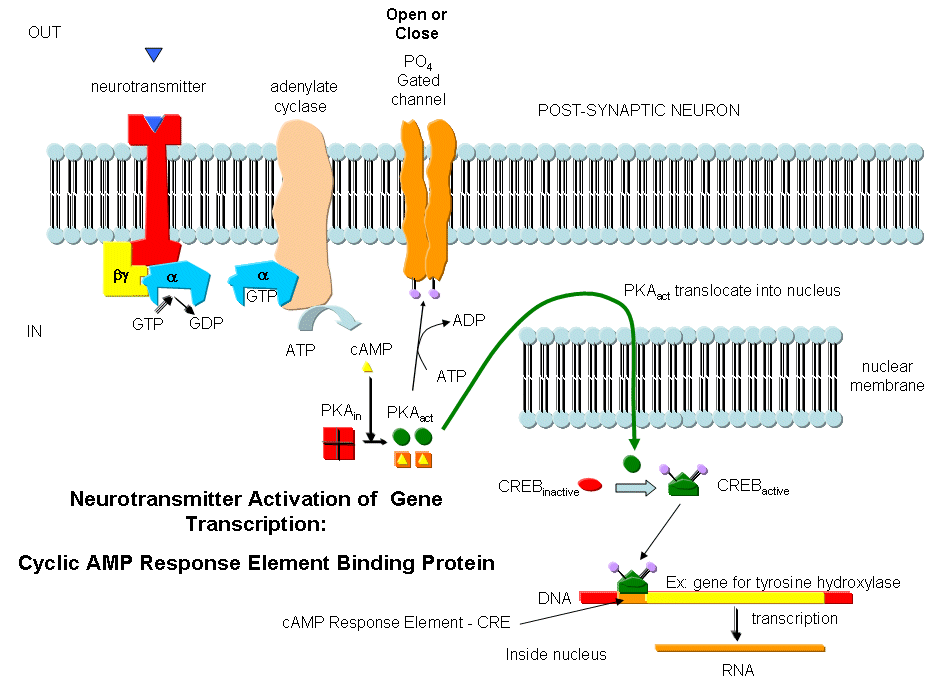 Open or
Close
OUT
PO4
Gated
channel
neurotransmitter
adenylate
cyclase
POST-SYNAPTIC NEURON
βγ
α
α
GTP
GTP
GDP
PKAact translocate into nucleus
IN
ADP
ATP
cAMP
ATP
nuclear
membrane
PKAin
PKAact
CREBinactive
CREBactive
Neurotransmitter Activation of Gene
Transcription:
Cyclic AMP Response Element Binding Protein
Ex: gene for tyrosine hydroxylase
DNA
cAMP Response Element - CRE
transcription
Inside nucleus
RNA